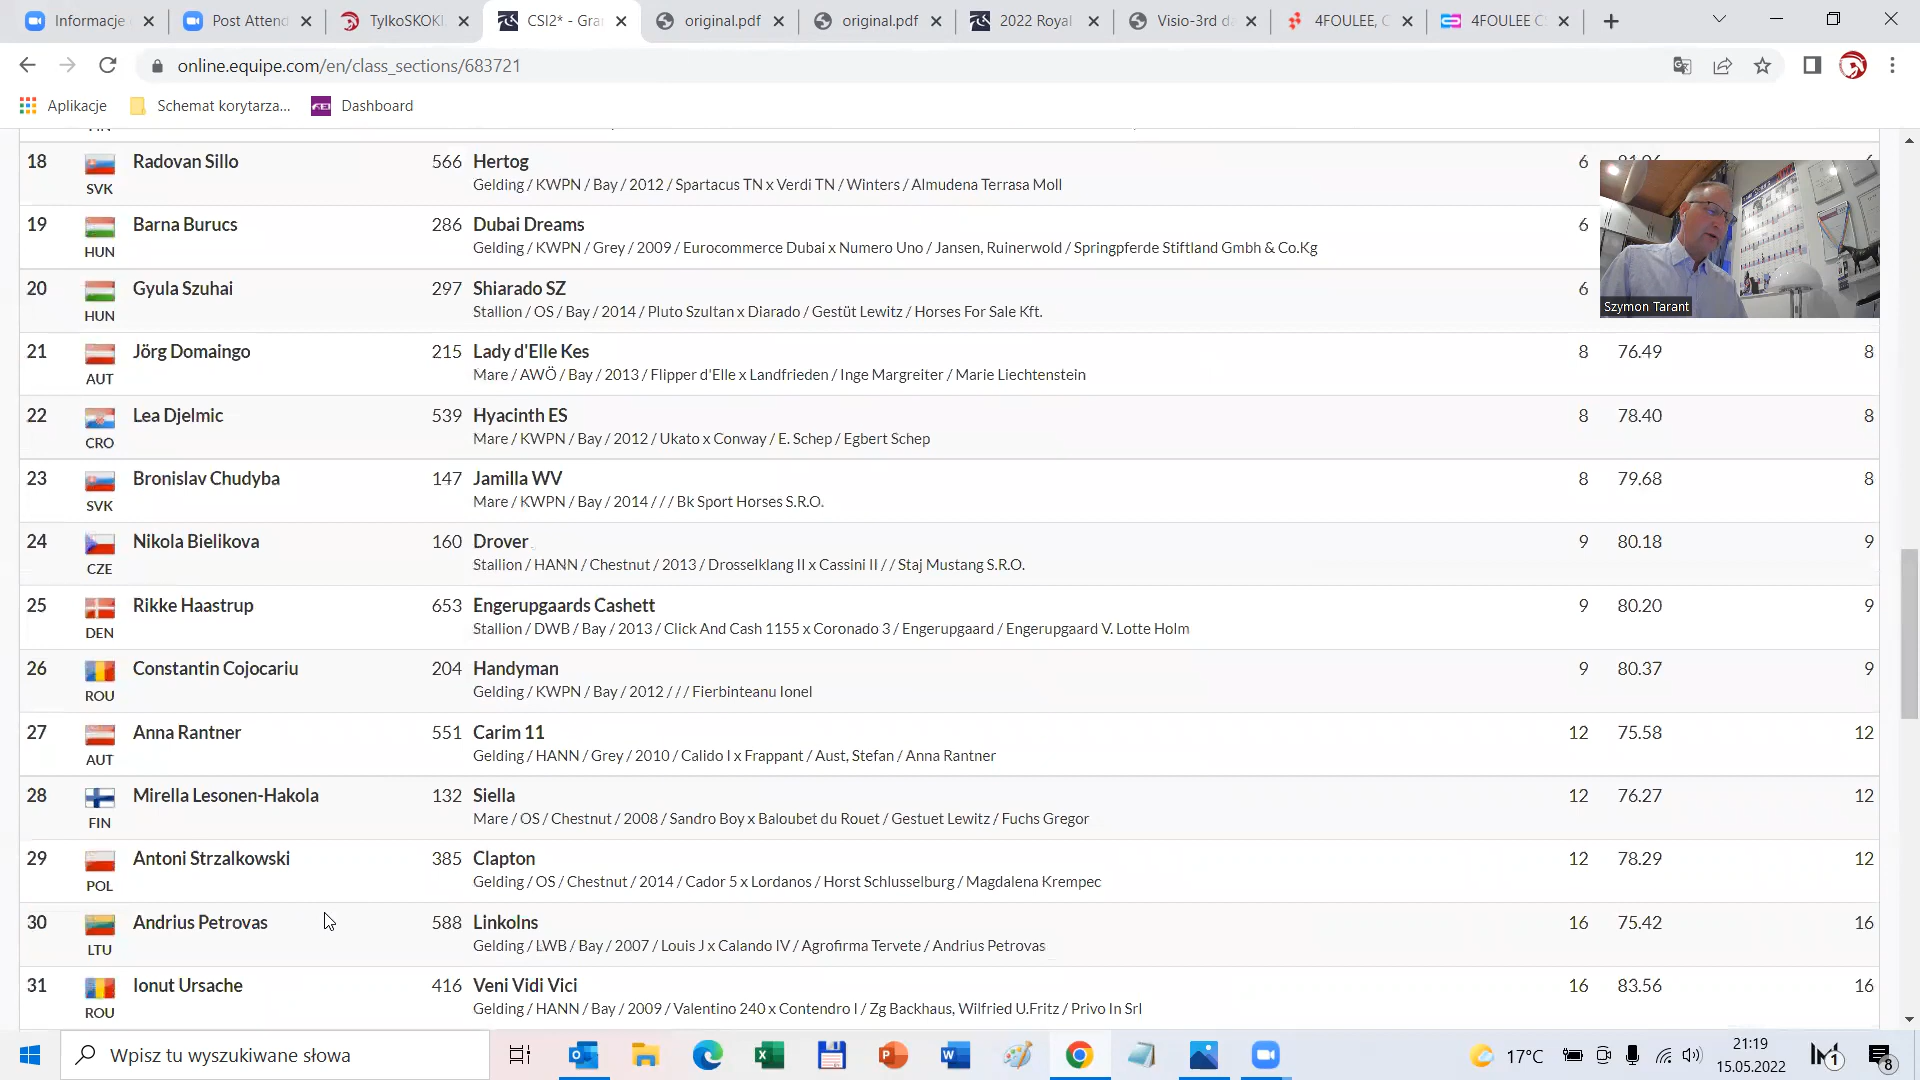 Informacje
Post Attend
TylkoSKOKI
CSI2* - Gra
original.pdf
original.pdf
2022 Royal
Visio-3rd da
4FOULEE, C
4FOULEE C
online.equipe.com/en/class_sections/683721
Aplikacje
Schemat korytarza...
Dashboard
18 Radovan Sillo 566 Hertog 6
SVK Gelding / KWPN / Bay / 2012 / Spartacus TN x Verdi TN / Winters / Almudena Terrasa Moll
19 Barna Burucs 286 Dubai Dreams 6
HUN Gelding / KWPN / Grey / 2009 / Eurocommerce Dubai x Numero Uno / Jansen, Ruinerwold / Springpferde Stiftland Gmbh & Co.Kg
20 Gyula Szuhai 297 Shiarado SZ 6
HUN Stallion / OS / Bay / 2014 / Pluto Szultan x Diarado / Gestüt Lewitz / Horses For Sale Kft.
Szymon Tarant
21 Jörg Domaingo 215 Lady d'Elle Kes 8 76.49 8
AUT Mare / AWÖ / Bay / 2013 / Flipper d'Elle x Landfrieden / Inge Margreiter / Marie Liechtenstein
22 Lea Djelmic 539 Hyacinth ES 8 78.40 8
CRO Mare / KWPN / Bay / 2012 / Ukato x Conway / E. Schep / Egbert Schep
23 Bronislav Chudyba 147 Jamilla WV 8 79.68 8
SVK Mare / KWPN / Bay / 2014 / / / Bk Sport Horses S.R.O.
24 Nikola Bielikova 160 Drover 9 80.18 9
CZE Stallion / HANN / Chestnut / 2013 / Drosselklang II x Cassini II / / Staj Mustang S.R.O.
25 Rikke Haastrup 653 Engerupgaards Cashett 9 80.20 9
DEN Stallion / DWB / Bay / 2013 / Click And Cash 1155 x Coronado 3 / Engerupgaard / Engerupgaard V. Lotte Holm
26 Constantin Cojocariu 204 Handyman 9 80.37 9
ROU Gelding / KWPN / Bay / 2012 / / / Fierbinteanu Ionel
27 Anna Rantner 551 Carim 11 12 75.58 12
AUT Gelding / HANN / Grey / 2010 / Calido I x Frappant / Aust, Stefan / Anna Rantner
28 Mirella Lesonen-Hakola 132 Siella 12 76.27 12
FIN Mare / OS / Chestnut / 2008 / Sandro Boy x Baloubet du Rouet / Gestuet Lewitz / Fuchs Gregor
29 Antoni Strzalkowski 385 Clapton 12 78.29 12
POL Gelding / OS / Chestnut / 2014 / Cador 5 x Lordanos / Horst Schlusselburg / Magdalena Krempec
30 Andrius Petrovas 588 Linkolns 16 75.42 16
LTU Gelding / LWB / Bay / 2007 / Louis J x Calando IV / Agrofirma Tervete / Andrius Petrovas
31 Ionut Ursache 416 Veni Vidi Vici 16 83.56 16
ROU Gelding / HANN / Bay / 2009 / Valentino 240 x Contendro I / Zg Backhaus, Wilfried U.Fritz / Privo In Srl
Wpisz tu wyszukiwane słowa
17°C
21:19
15.05.2022
1
8